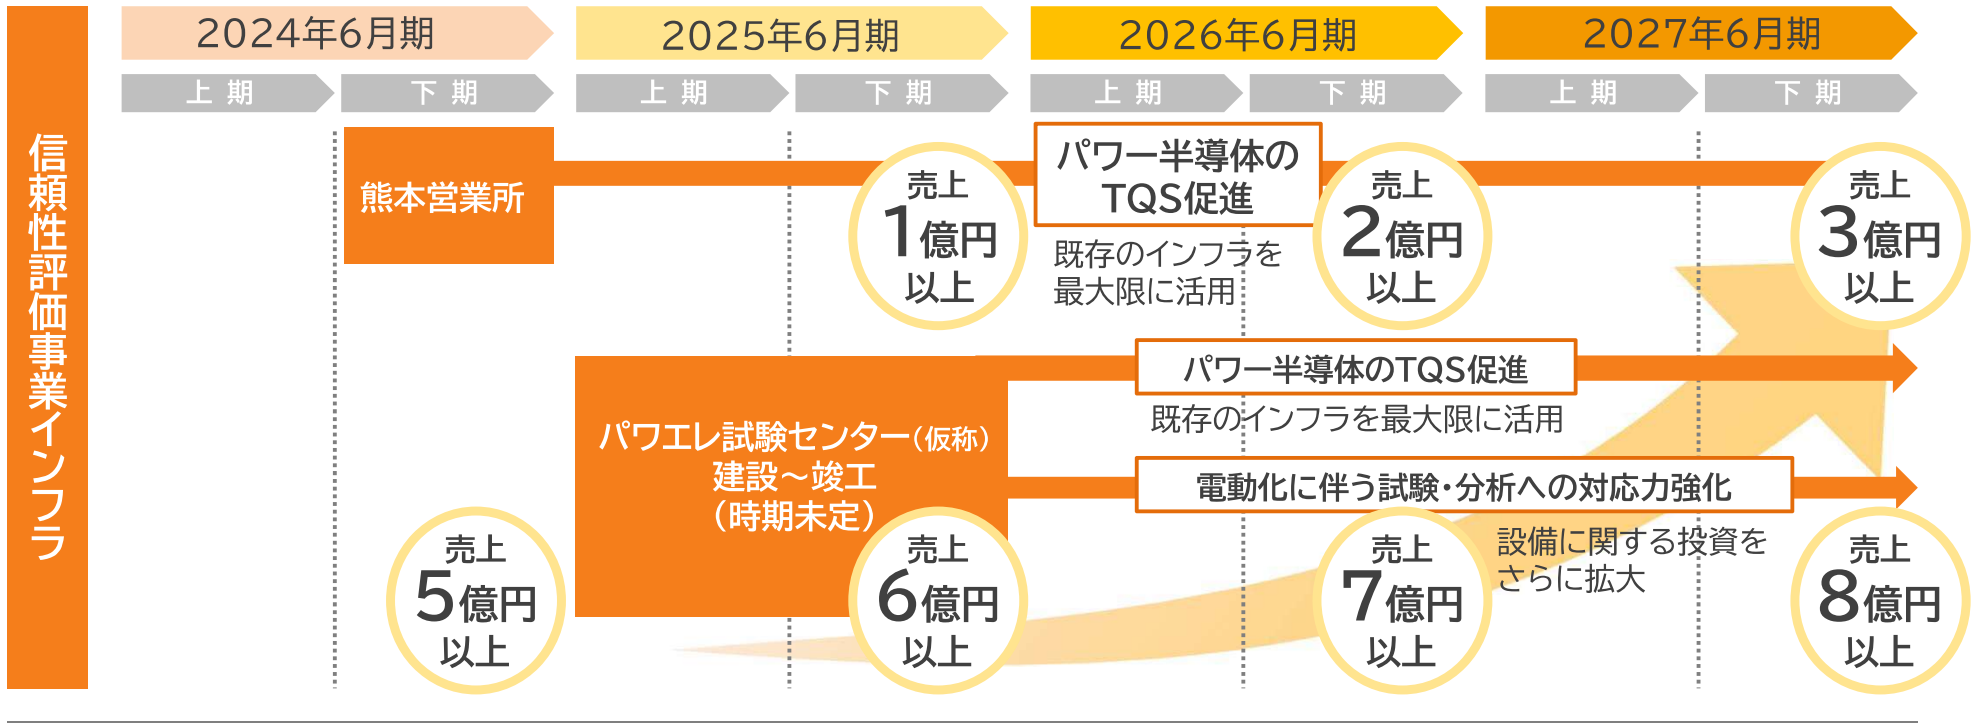 信頼性評価事業インフラ
2024年6月期
2025年6月期
2026年6月期
2027年6月期
上 期
下 期
上 期
下 期
上 期
下 期
上 期
下 期
熊本営業所
売上
1億円
以上
パワー半導体の
TQS促進
既存のインフラを
最大限に活用
売上
2億円
以上
売上
3億円
以上
パワエレ試験センター(仮称)
建設～竣工
(時期未定)
パワー半導体のTQS促進
既存のインフラを最大限に活用
電動化に伴う試験・分析への対応力強化
設備に関する投資を
さらに拡大
売上
5億円
以上
売上
6億円
以上
売上
7億円
以上
売上
8億円
以上